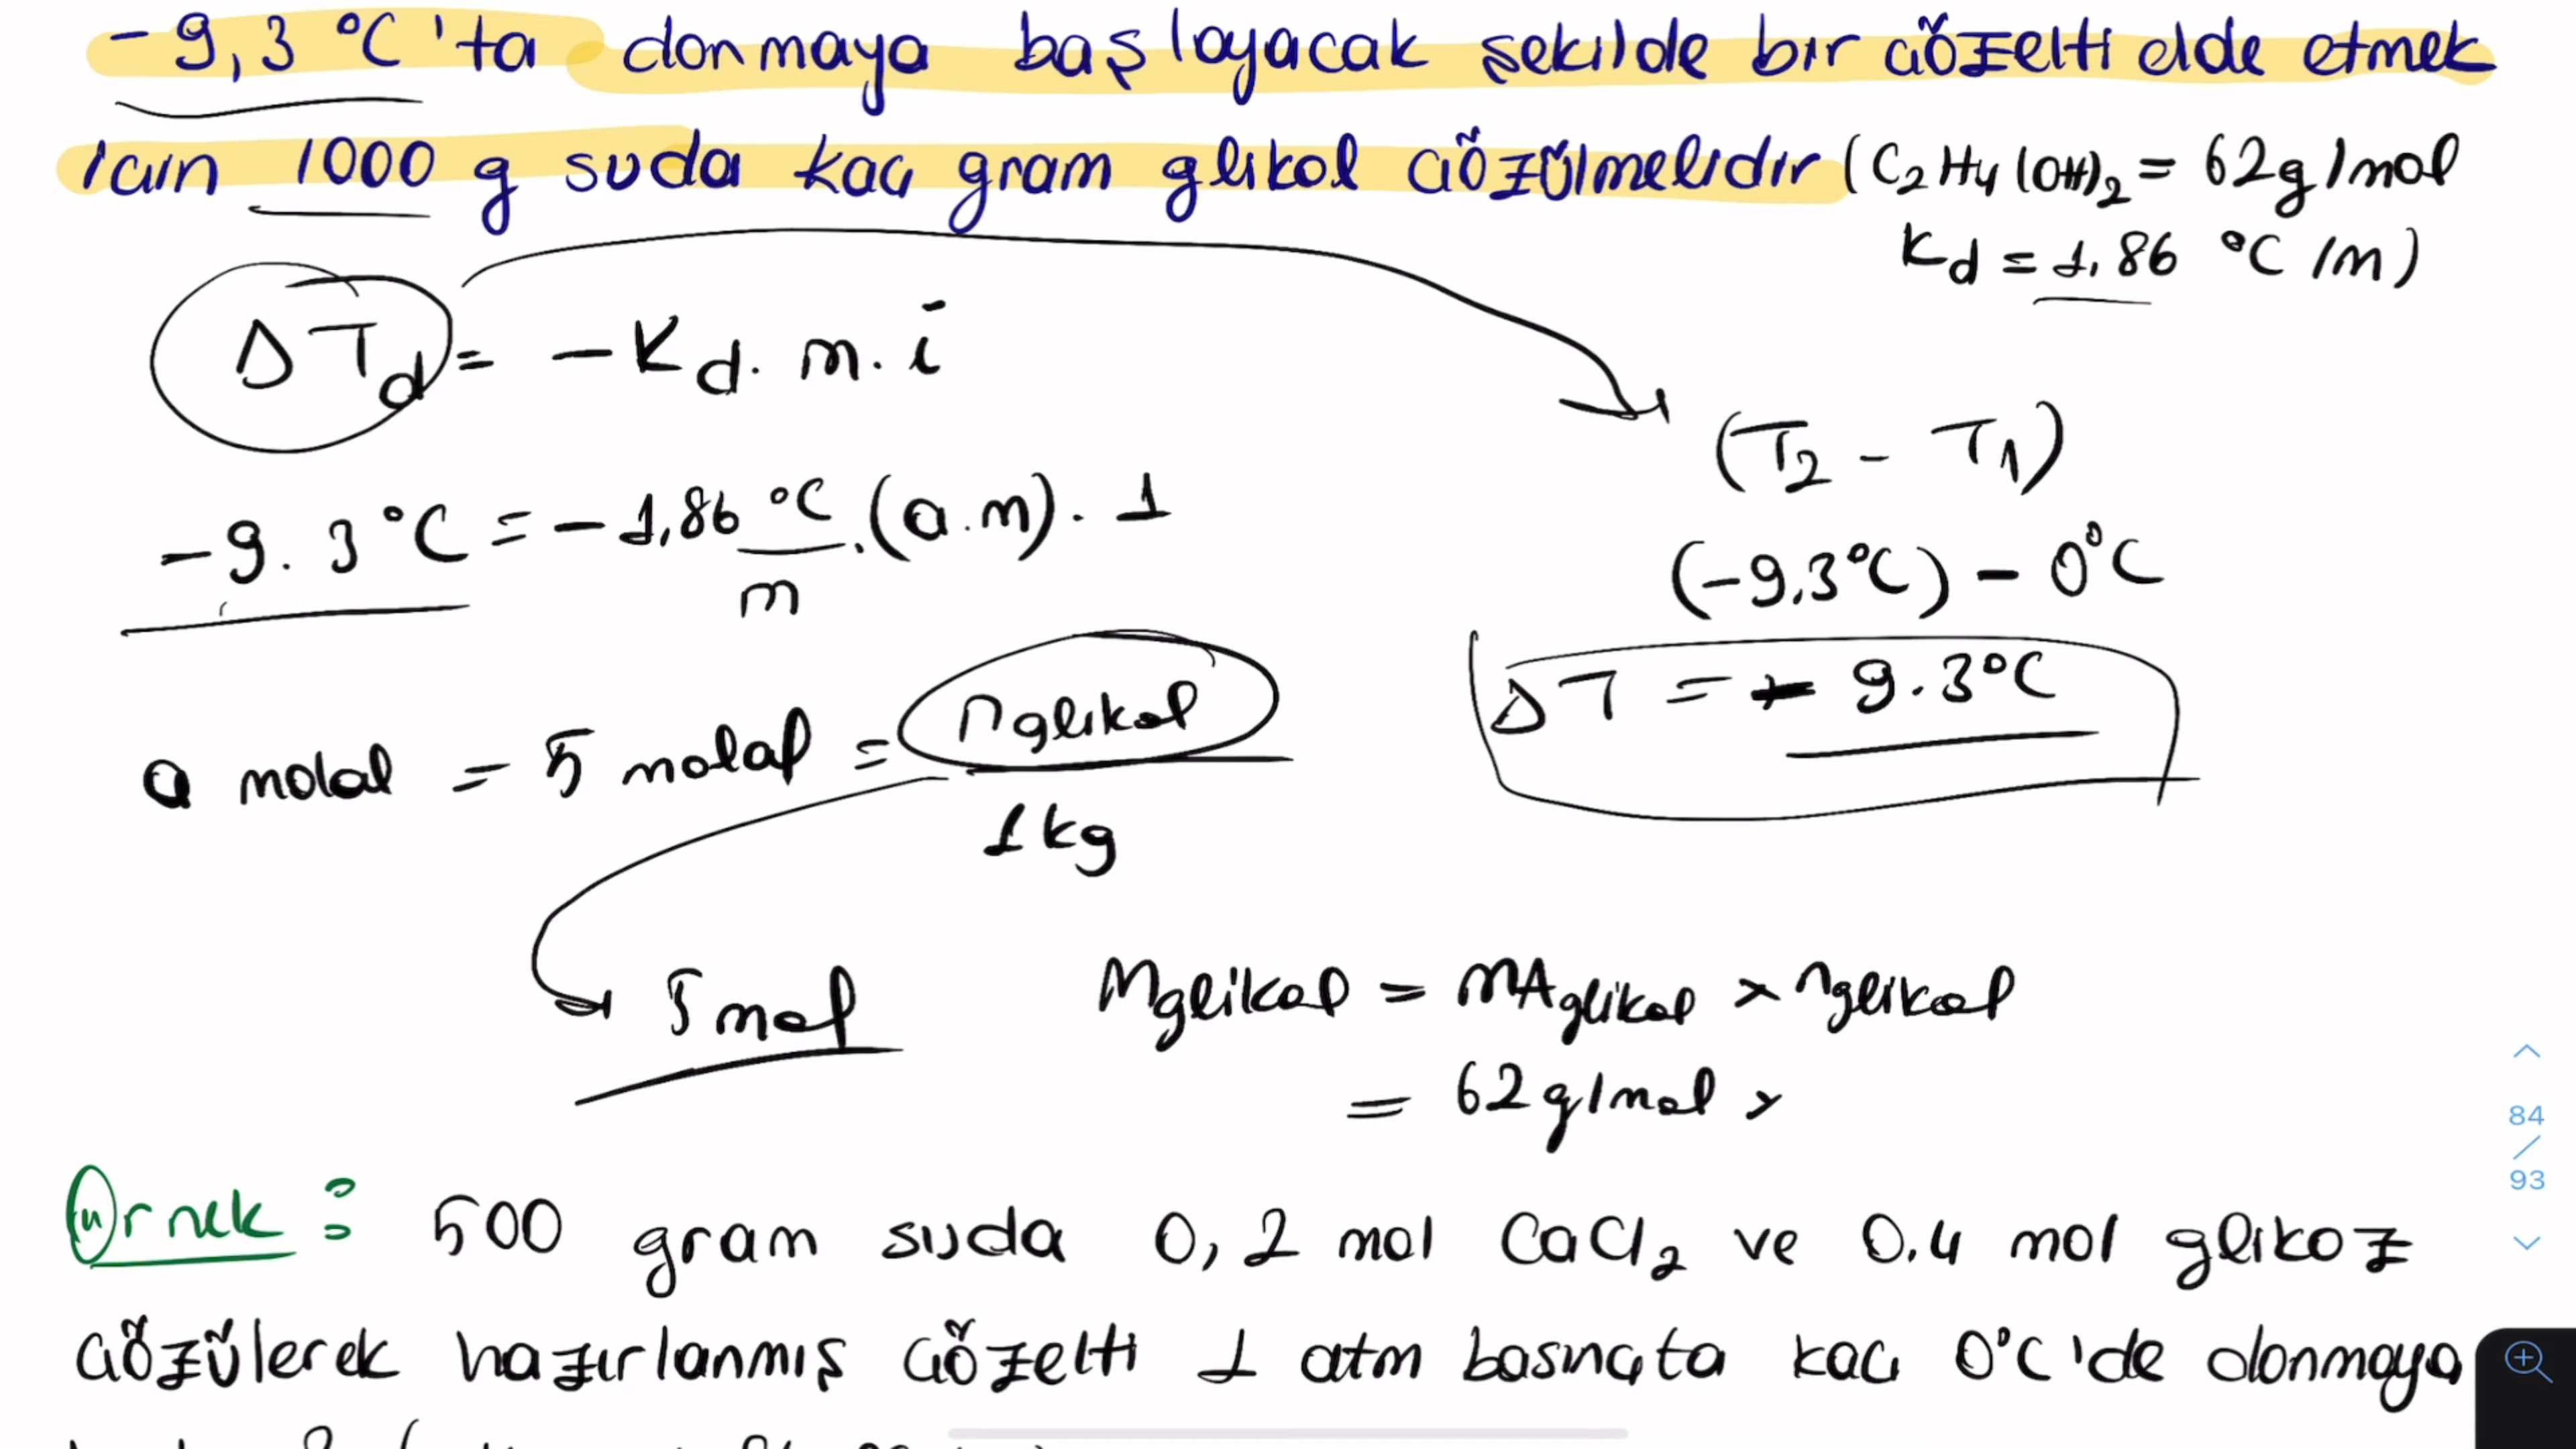 -9,3 °C'ta donmaya başlayacak şekilde bir çözelti elde etmek
için 1000 g suda kaç gram glikol çözülmelidir (C₂H₄(OH)₂ = 62g/mol
Kd = 1,86 °C/m)
ΔTd = -Kd. m. i
(T₂ - T₁)
-9.3°C = -1,86 °C/m . (a.m). 1
(-9,3°C) - 0°C
ΔT = - 9.3°C
a molal = 5 molal = nglikol / 1kg
5 mol
mglikol = mAglikol x nglikol
= 62g/mol x
84
/
93
Örnek : 500 gram suda 0,2 mol CaCl₂ ve 0.4 mol glikoz
çözülerek hazırlanmış çözelti 1 atm basınçta kaç 0°C'de donmaya